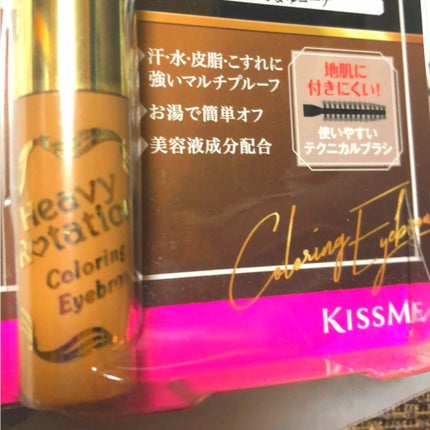 汗・水・皮脂・こすれに
強いマルチプルーフ
お湯で簡単オフ
美容液成分配合
地肌に
付きにくい!
使いやすい
テクニカルブラシ
Heavy
Rotation
Coloring
Eyebrow
Coloring Eyebrow
KISSME